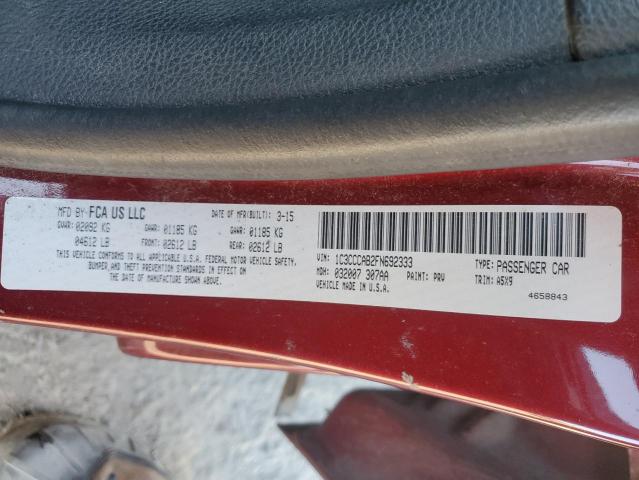 MFD BY FCA US LLC DATE OF MFR(BUILT): 3-15
GVWR: 02092 KG GAWR: 01185 KG GAWR: 01185 KG
04612 LB FRONT: 02612 LB REAR: 02612 LB
THIS VEHICLE CONFORMS TO ALL APPLICABLE U.S.A. FEDERAL MOTOR VEHICLE SAFETY,
BUMPER, AND THEFT PREVENTION STANDARDS IN EFFECT ON
THE DATE OF MANUFACTURE SHOWN ABOVE.
VIN: 1C3CCCAB2FN692333 TYPE: PASSENGER CAR
MDH: 032007 307AA PAINT: PRV TRIM: A5X9
VEHICLE MADE IN U.S.A. 4658843